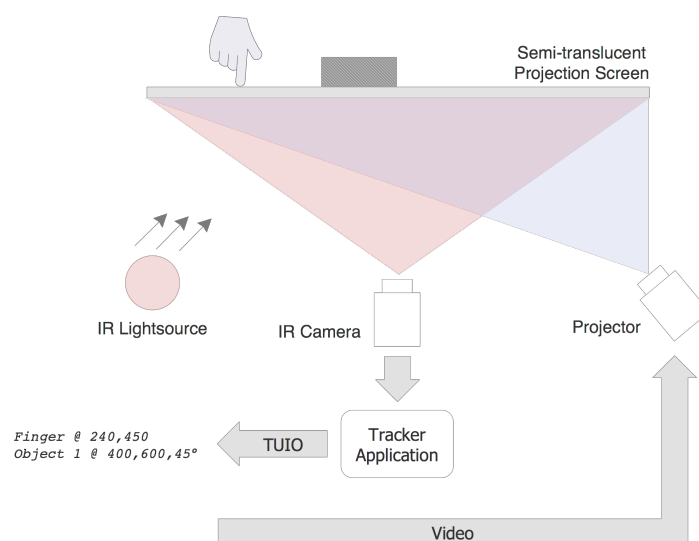 Semi-translucent
Projection Screen
IR Lightsource
IR Camera
Projector
Finger @ 240,450
Object 1 @ 400,600,45°
TUIO
Tracker
Application
Video